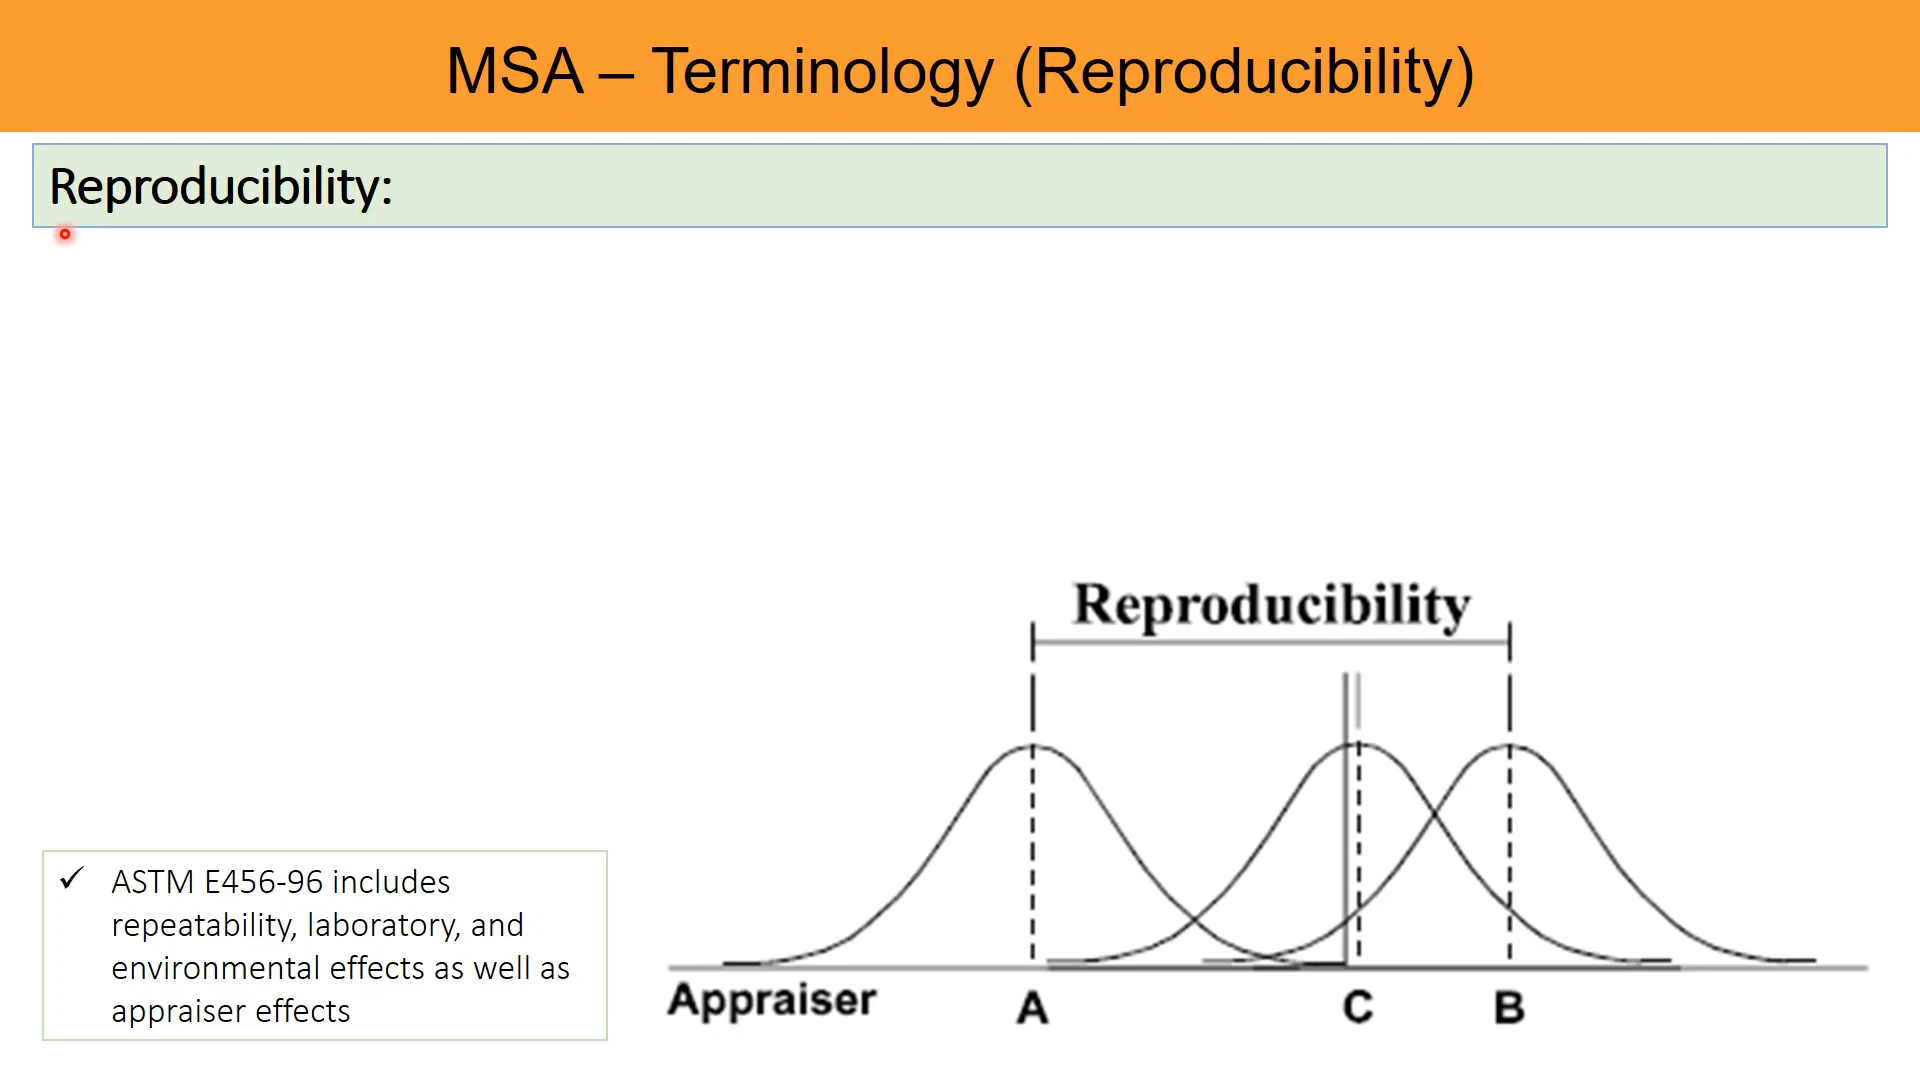 MSA – Terminology (Reproducibility)
Reproducibility:
Reproducibility
✓ ASTM E456-96 includes
repeatability, laboratory, and
environmental effects as well as
appraiser effects
Appraiser A C B